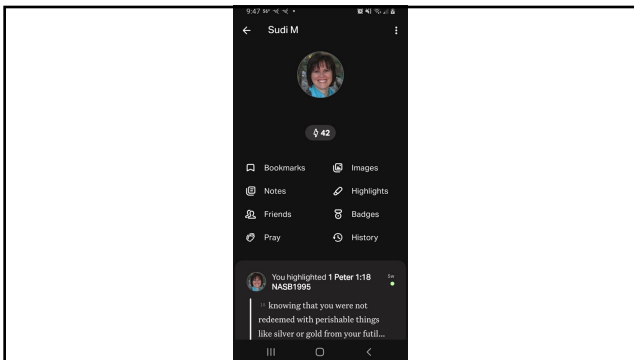 9:47 56°
Sudi M
42
Bookmarks Images
Notes Highlights
Friends Badges
Pray History
You highlighted 1 Peter 1:18
NASB1995
18 knowing that you were not
redeemed with perishable things
like silver or gold from your futil...